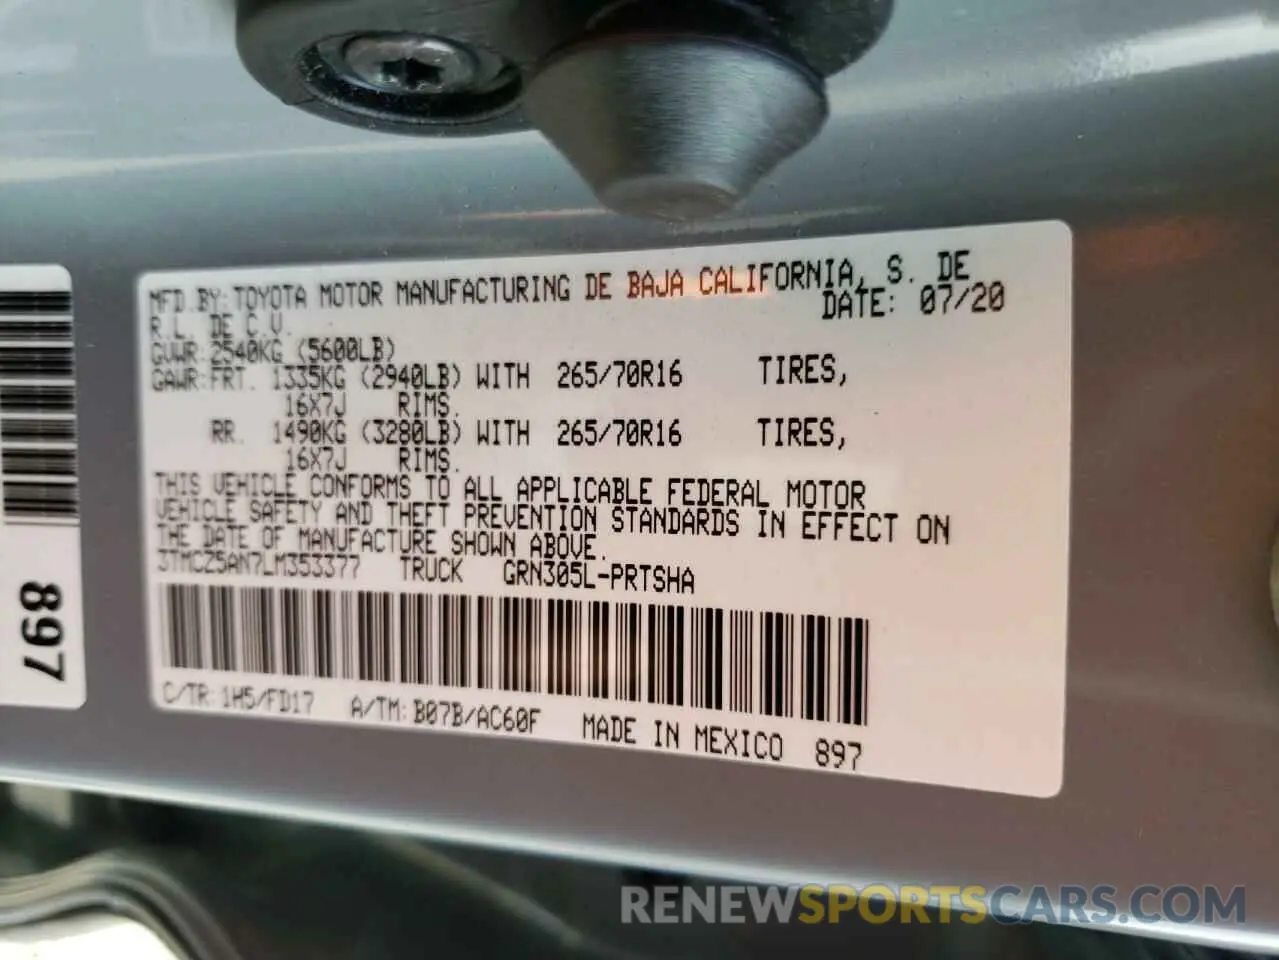 MFD.BY:TOYOTA MOTOR MANUFACTURING DE BAJA CALIFORNIA, S. DE
R.L. DE C.V. DATE: 07/20
GVWR:2540KG (5600LB)
GAWR:FRT. 1335KG (2940LB) WITH 265/70R16 TIRES,
16X7J RIMS.
RR. 1490KG (3280LB) WITH 265/70R16 TIRES,
16X7J RIMS.
THIS VEHICLE CONFORMS TO ALL APPLICABLE FEDERAL MOTOR
VEHICLE SAFETY AND THEFT PREVENTION STANDARDS IN EFFECT ON
THE DATE OF MANUFACTURE SHOWN ABOVE.
3TMCZ5AN7LM353377 TRUCK GRN305L-PRTSHA
C/TR:1H5/FD17 A/TM:B07B/AC60F MADE IN MEXICO 897
897
RENEWSPORTSCARS.COM